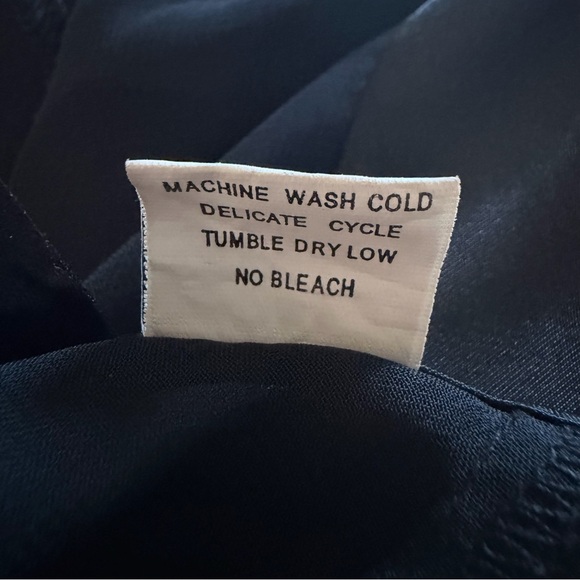 MACHINE WASH COLD
DELICATE CYCLE
TUMBLE DRY LOW
NO BLEACH